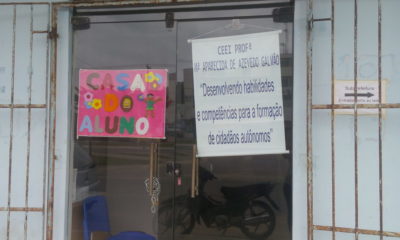 CASA
DO
ALUNO
CEEI PROFª
Mª APARECIDA DE AZEVEDO GALVÃO
"Desenvolvendo habilidades
e competências para a formação
de cidadãos autônomos"